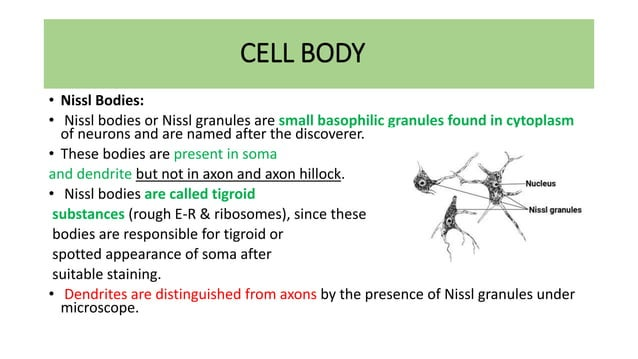 CELL BODY
• Nissl Bodies:
• Nissl bodies or Nissl granules are small basophilic granules found in cytoplasm
of neurons and are named after the discoverer.
• These bodies are present in soma
and dendrite but not in axon and axon hillock.
• Nissl bodies are called tigroid
substances (rough E-R & ribosomes), since these
bodies are responsible for tigroid or
spotted appearance of soma after
suitable staining.
• Dendrites are distinguished from axons by the presence of Nissl granules under
microscope.
Nucleus
Nissl granules